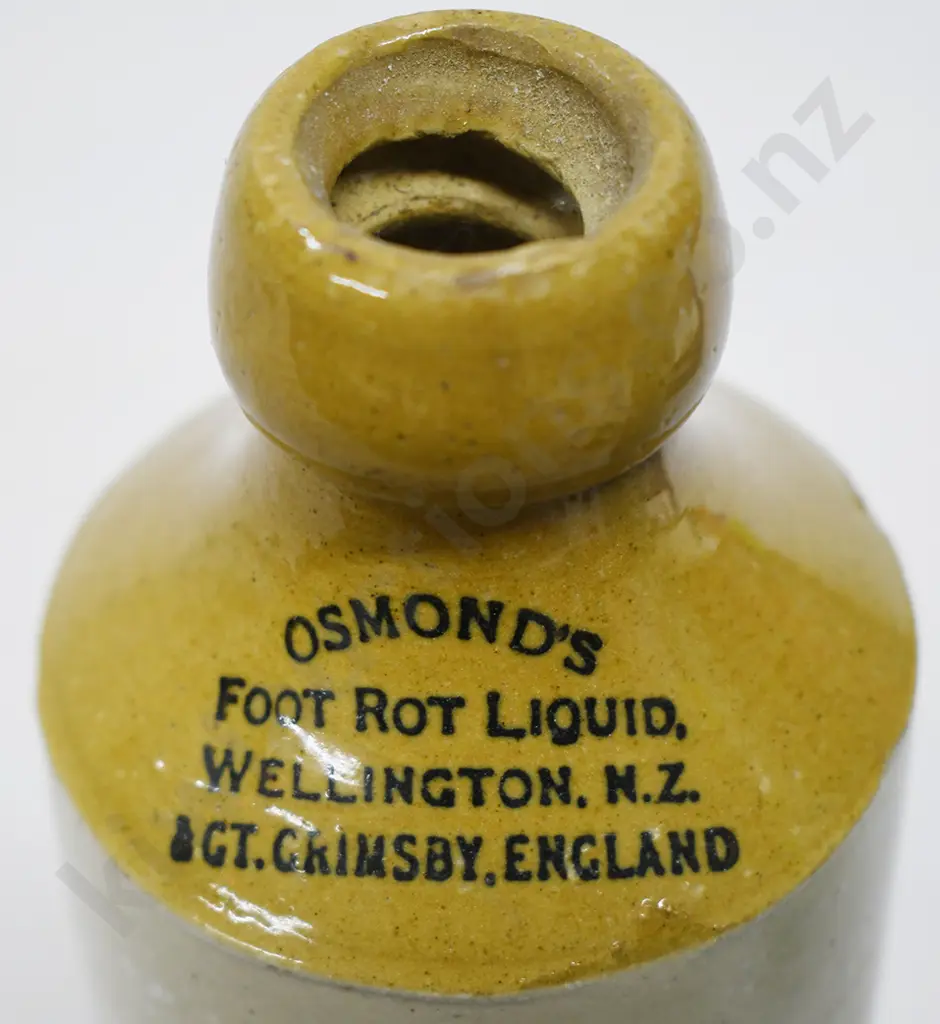 OSMOND'S
FOOT ROT LIQUID,
WELLINGTON. N.Z.
& GT. GRIMSBY, ENGLAND